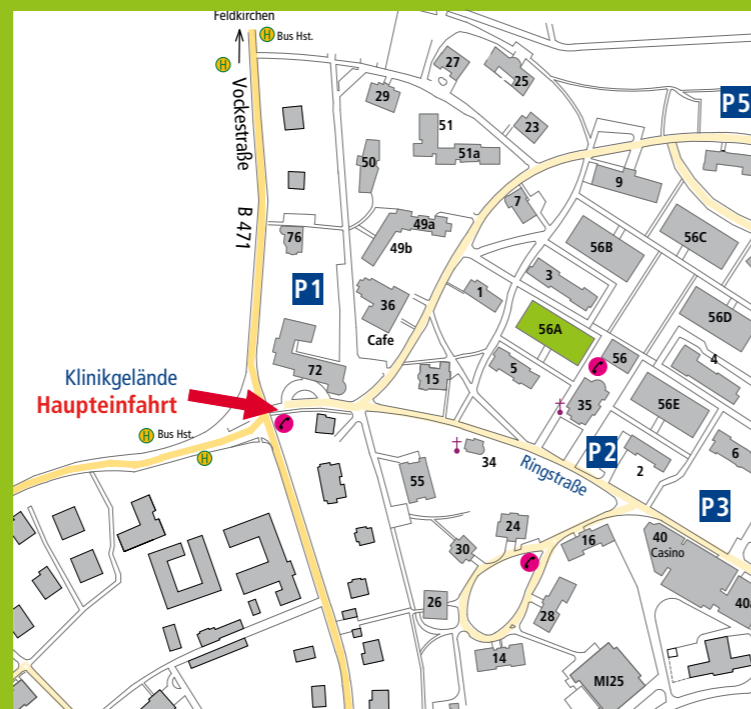 Feldkirchen
H Bus Hst.
H
Vockestraße
B 471
27
25
P5
29
23
51
51a
50
9
7
49a
76
49b
56B
56C
P1
3
36
1
56D
Cafe
56A
56
4
72
5
Klinikgelände
15
Haupteinfahrt
35
56E
H Bus Hst.
H
34
P2
2
6
Ringstraße
55
P3
24
40
Casino
30
16
26
28
40a
14
MI25